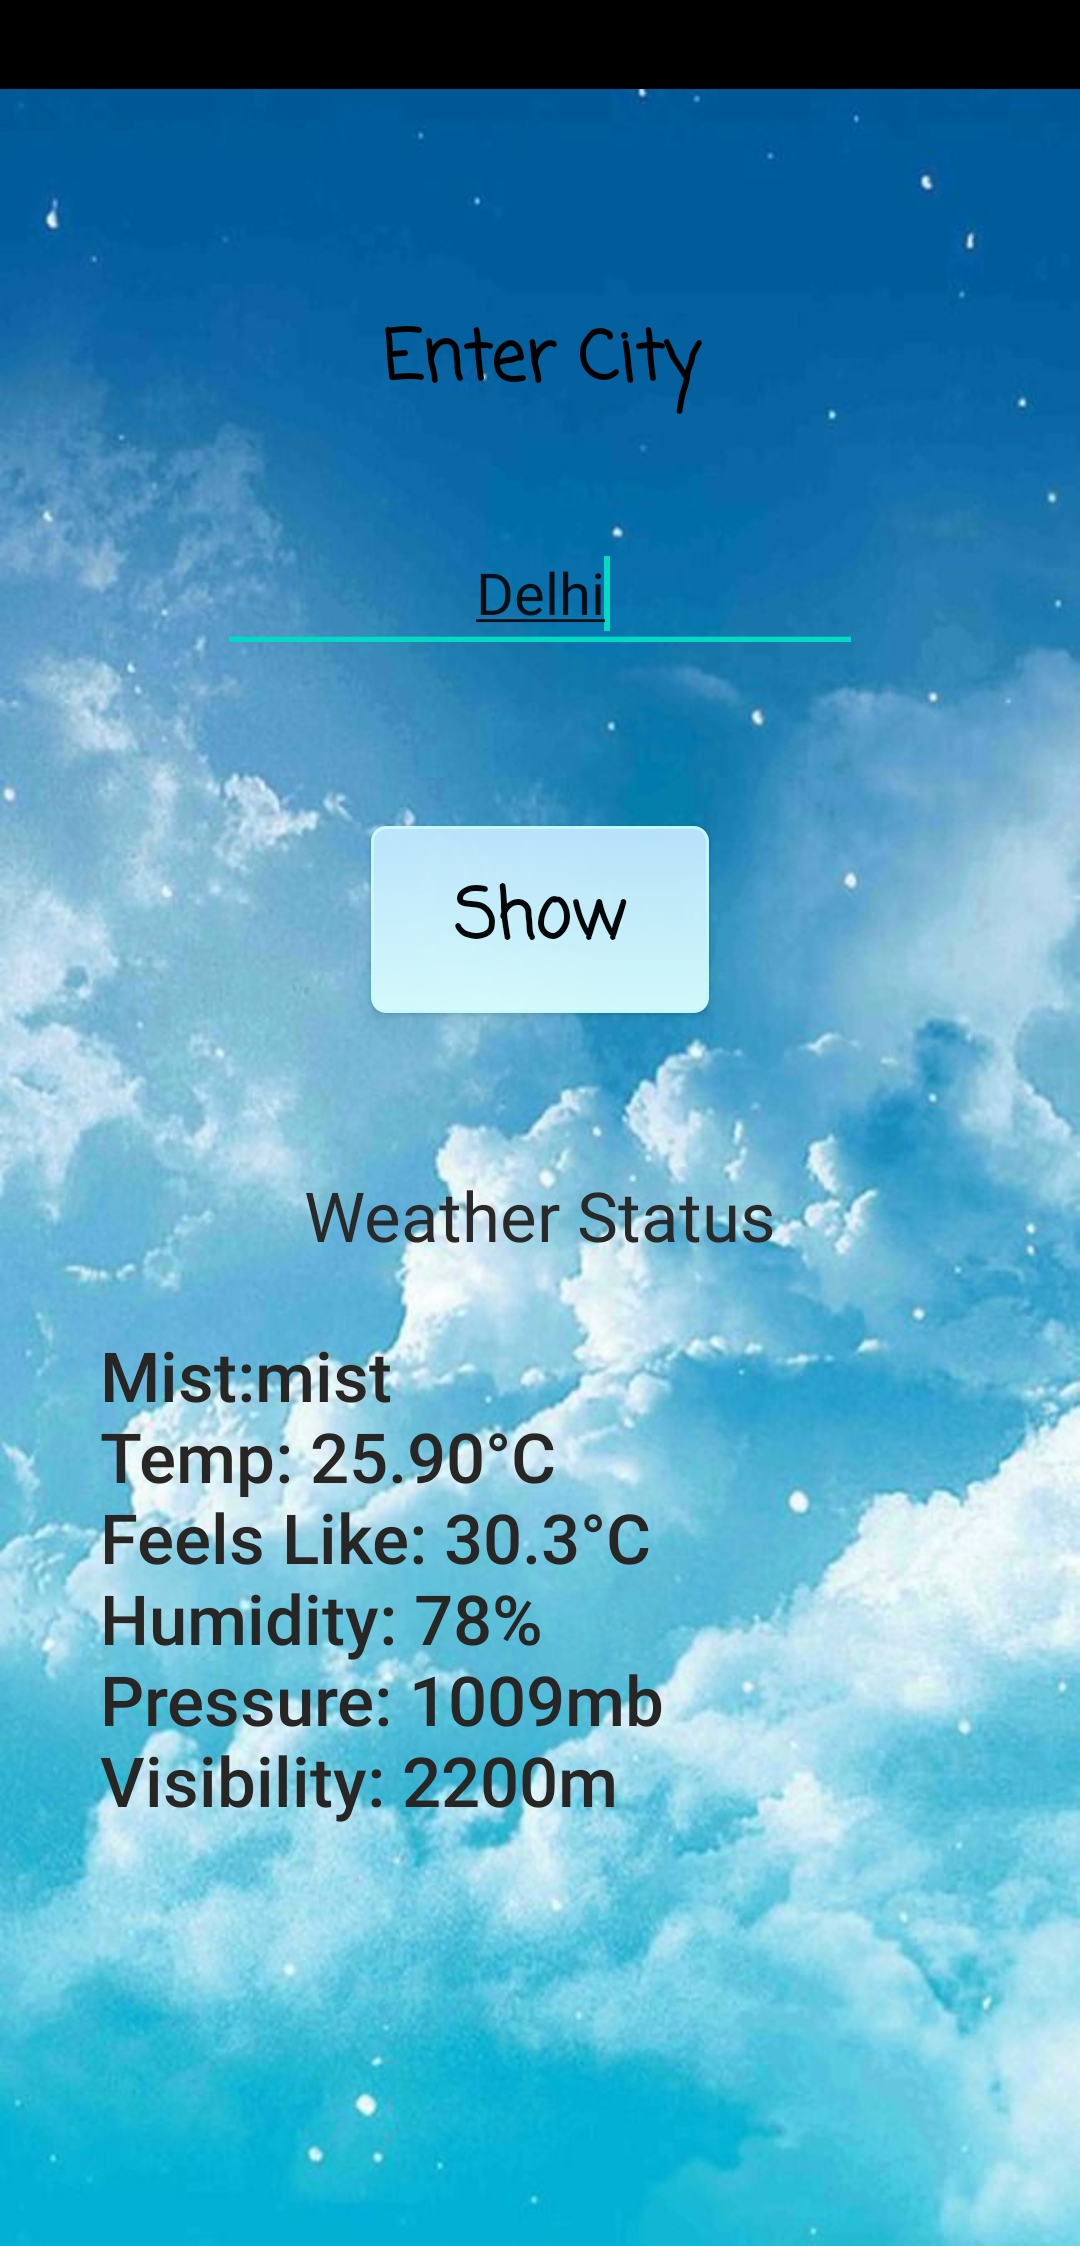 Enter City
Delhi
Show
Weather Status
Mist:mist
Temp: 25.90°C
Feels Like: 30.3°C
Humidity: 78%
Pressure: 1009mb
Visibility: 2200m